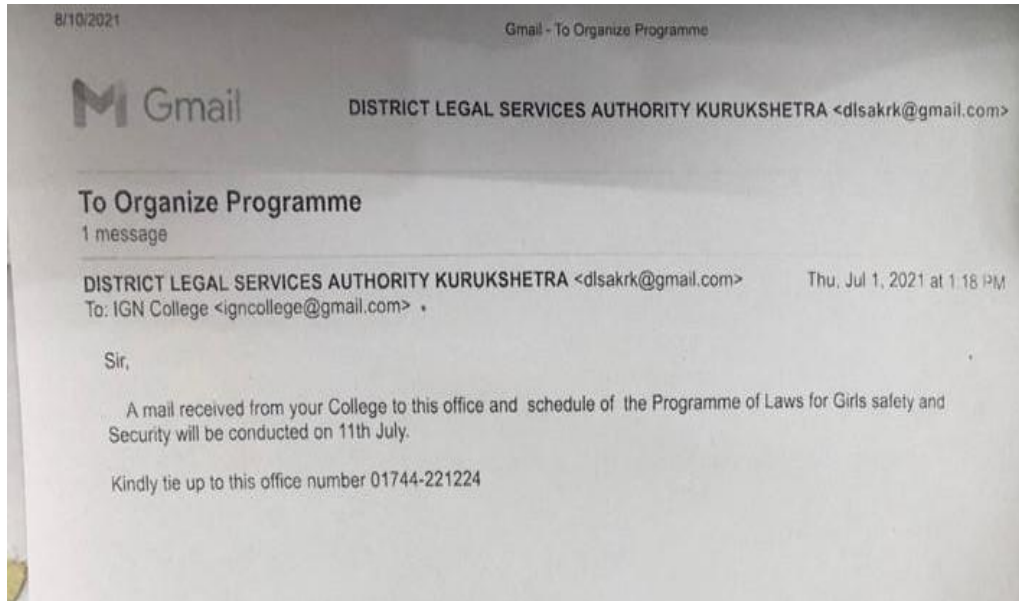 8/10/2021
Gmail - To Organize Programme
Gmail
DISTRICT LEGAL SERVICES AUTHORITY KURUKSHETRA <dlsakrk@gmail.com>
To Organize Programme
1 message
DISTRICT LEGAL SERVICES AUTHORITY KURUKSHETRA <dlsakrk@gmail.com>
Thu, Jul 1, 2021 at 1:18 PM
To: IGN College <igncollege@gmail.com>
Sir,
A mail received from your College to this office and schedule of the Programme of Laws for Girls safety and
Security will be conducted on 11th July.
Kindly tie up to this office number 01744-221224